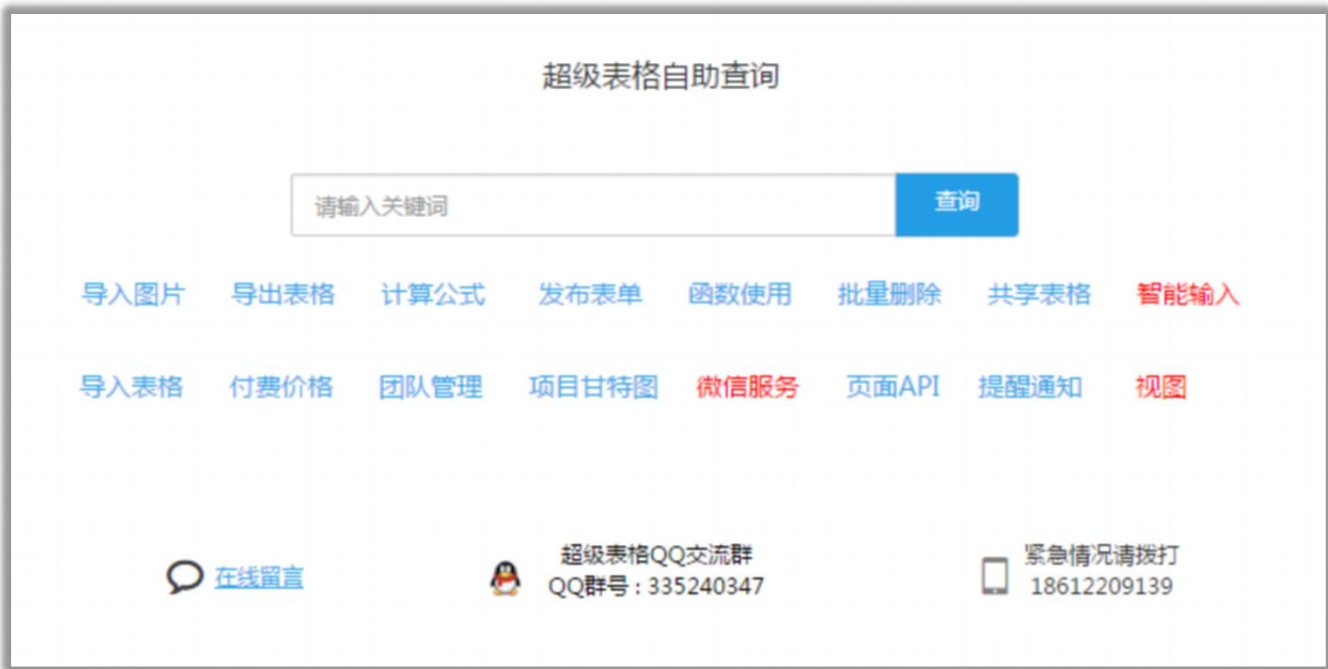 超级表格自助查询
请输入关键词 查询
导入图片 导出表格 计算公式 发布表单 函数使用 批量删除 共享表格 智能输入
导入表格 付费价格 团队管理 项目甘特图 微信服务 页面API 提醒通知 视图
在线留言
超级表格QQ交流群
QQ群号：335240347
紧急情况请拨打
18612209139